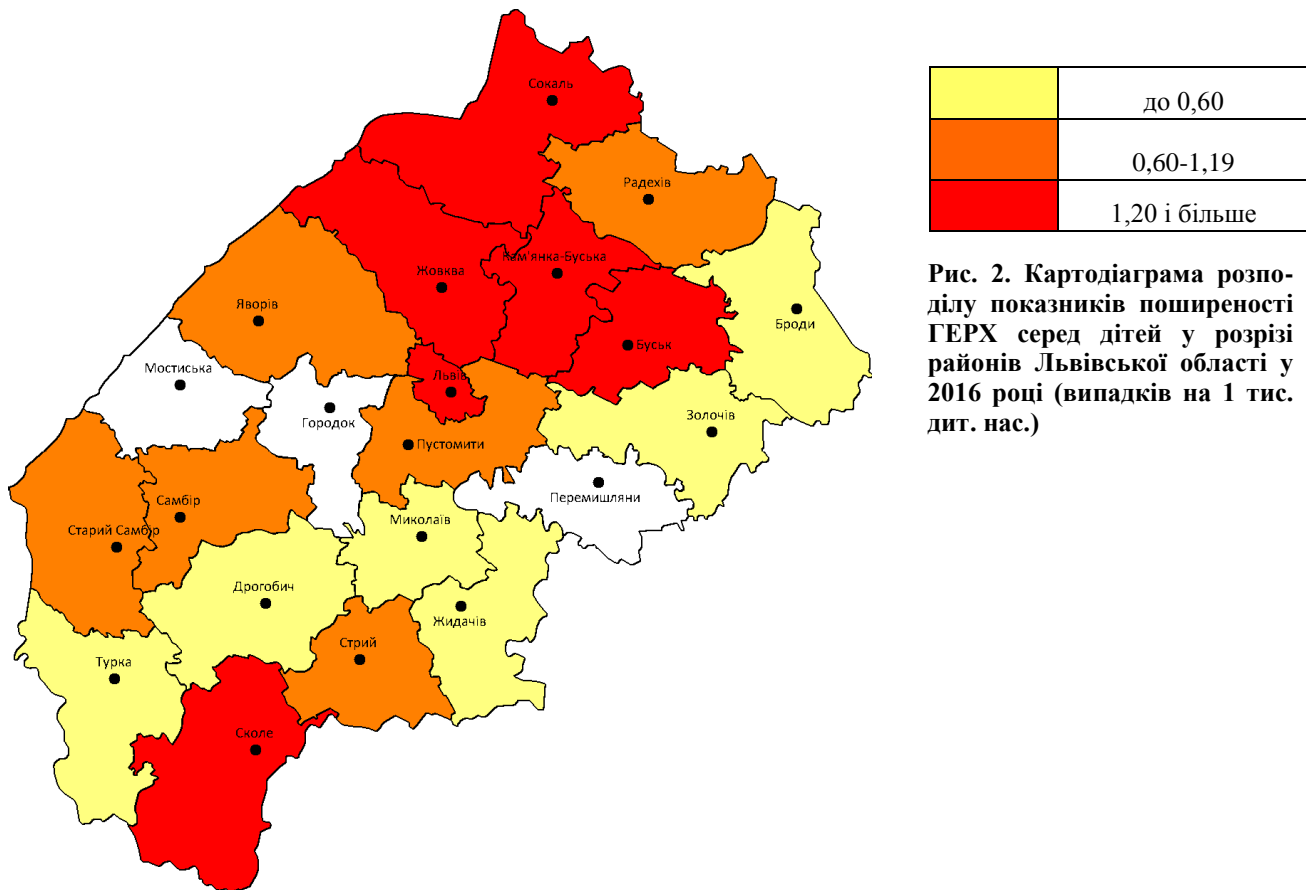 Сокаль
Радехів
Кам'янка-Буська
Жовква
Яворів
Броди
Буськ
Мостиська
Львів
Городок
Золочів
Пустомити
Перемишляни
Самбір
Старий Самбір
Миколаїв
Дрогобич
Жидачів
Стрий
Турка
Сколе
до 0,60
0,60-1,19
1,20 і більше
Рис. 2. Картодіаграма розпо-
ділу показників поширеності
ГЕРХ серед дітей у розрізі
районів Львівської області у
2016 році (випадків на 1 тис.
дит. нас.)